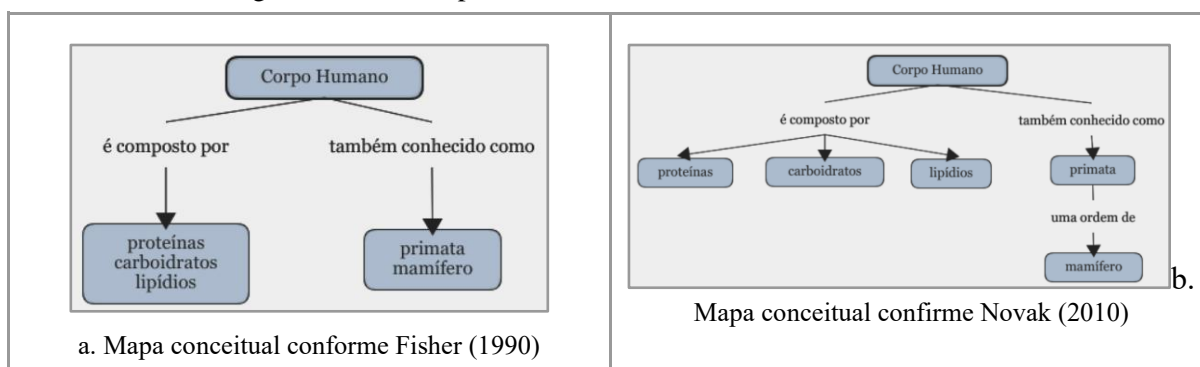 Corpo Humano
é composto por
também conhecido como
proteínas
carboidratos
lipídios
primata
mamífero
a. Mapa conceitual conforme Fisher (1990)
Corpo Humano
é composto por
também conhecido como
proteínas
carboidratos
lipídios
primata
uma ordem de
mamífero
b.
Mapa conceitual confirme Novak (2010)